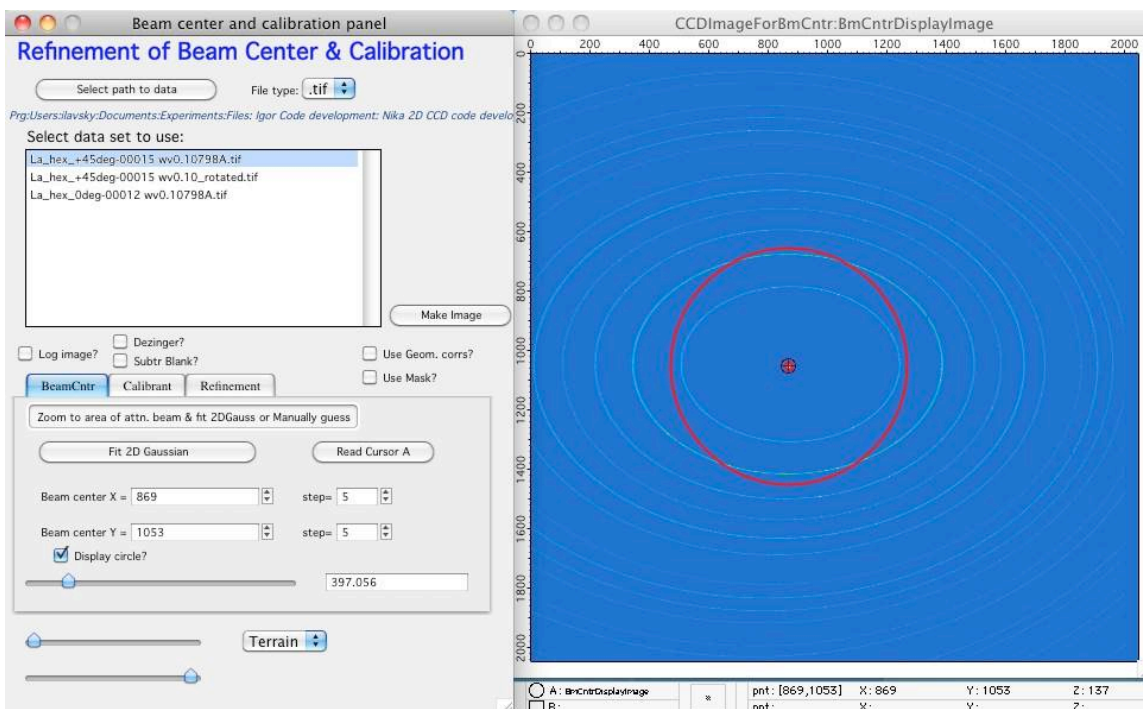 Beam center and calibration panel
Refinement of Beam Center & Calibration
Select path to data
File type: .tif
Prg:Users:ilavsky:Documents:Experiments:Files: Igor Code development: Nika 2D CCD code develo
Select data set to use:
La_hex_+45deg-00015 wv0.10798A.tif
La_hex_+45deg-00015 wv0.10_rotated.tif
La_hex_0deg-00012 wv0.10798A.tif
Make Image
Log image?
Dezinger?
Subtr Blank?
Use Geom. corrs?
Use Mask?
BeamCntr Calibrant Refinement
Zoom to area of attn. beam & fit 2DGauss or Manually guess
Fit 2D Gaussian
Read Cursor A
Beam center X = 869 step= 5
Beam center Y = 1053 step= 5
Display circle?
397.056
Terrain
CCDImageForBmCntr:BmCntrDisplayImage
0 200 400 600 800 1000 1200 1400 1600 1800 2000
0
200
400
600
800
1000
1200
1400
1600
1800
2000
A: BmCntrDisplayImage * pnt: [869,1053] X: 869 Y: 1053 Z: 137
B: pnt: X: Y: Z: